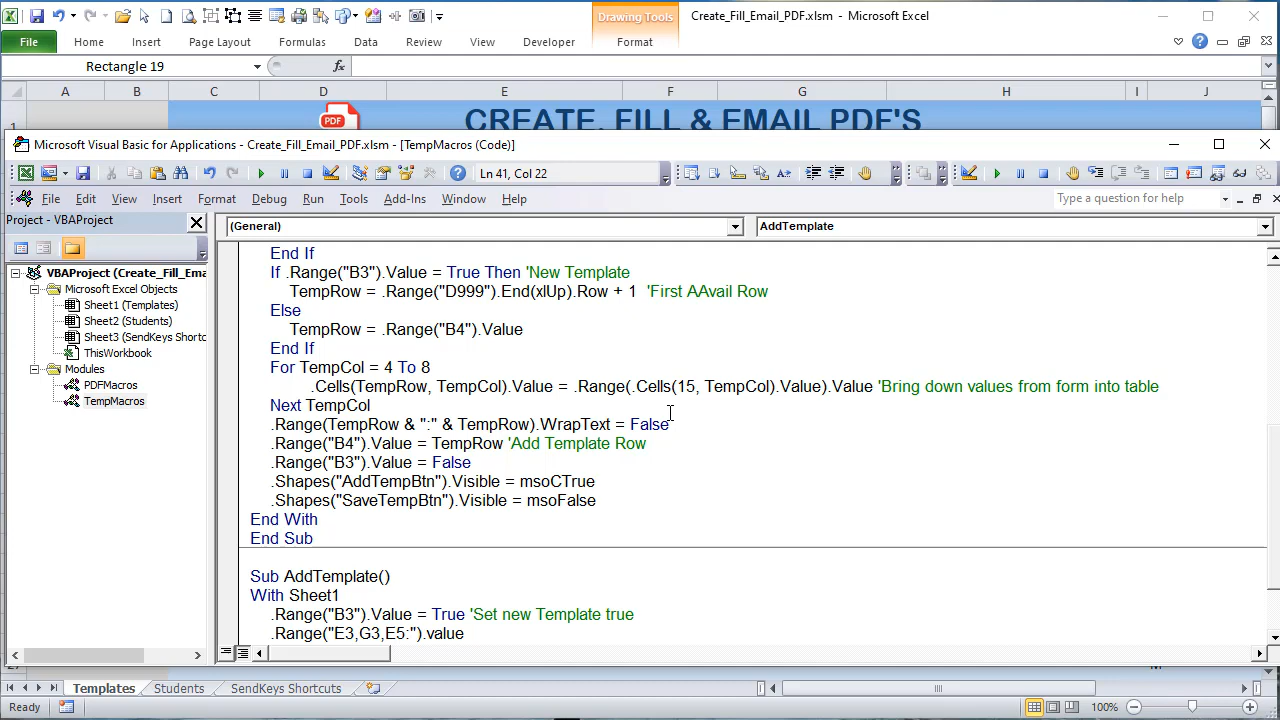 Drawing Tools
Create_Fill_Email_PDF.xlsm - Microsoft Excel
File Home Insert Page Layout Formulas Data Review View Developer Format
Rectangle 19 fx
A B C D E F G H I J
1
PDF
CREATE, FILL & EMAIL PDF'S
Microsoft Visual Basic for Applications - Create_Fill_Email_PDF.xlsm - [TempMacros (Code)]
Ln 41, Col 22
File Edit View Insert Format Debug Run Tools Add-Ins Window Help
Type a question for help
Project - VBAProject
(General)
AddTemplate
VBAProject (Create_Fill_Ema
Microsoft Excel Objects
Sheet1 (Templates)
Sheet2 (Students)
Sheet3 (SendKeys Shortc
ThisWorkbook
Modules
PDFMacros
TempMacros
End If
If .Range("B3").Value = True Then 'New Template
TempRow = .Range("D999").End(xlUp).Row + 1 'First AAvail Row
Else
TempRow = .Range("B4").Value
End If
For TempCol = 4 To 8
.Cells(TempRow, TempCol).Value = .Range(.Cells(15, TempCol).Value).Value 'Bring down values from form into table
Next TempCol
.Range(TempRow & ":" & TempRow).WrapText = False
.Range("B4").Value = TempRow 'Add Template Row
.Range("B3").Value = False
.Shapes("AddTempBtn").Visible = msoCTrue
.Shapes("SaveTempBtn").Visible = msoFalse
End With
End Sub
Sub AddTemplate()
With Sheet1
.Range("B3").Value = True 'Set new Template true
.Range("E3,G3,E5:").value
Templates Students SendKeys Shortcuts
Ready
100%